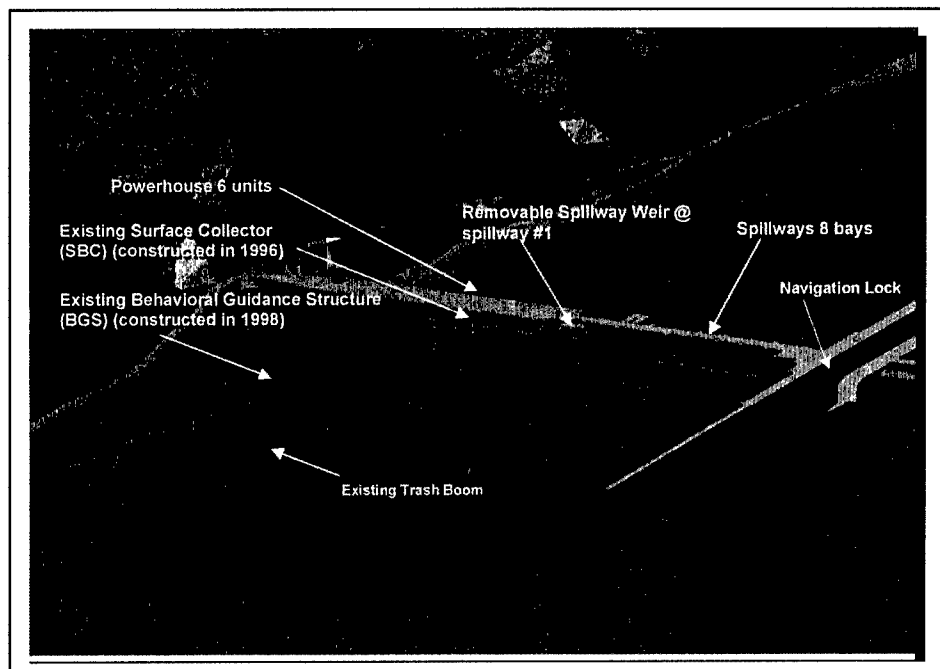 Powerhouse 6 units
Removable Spillway Weir @
spillway #1
Existing Surface Collector
(SBC) (constructed in 1996)
Spillways 8 bays
Navigation Lock
Existing Behavioral Guidance Structure
(BGS) (constructed in 1998)
Existing Trash Boom